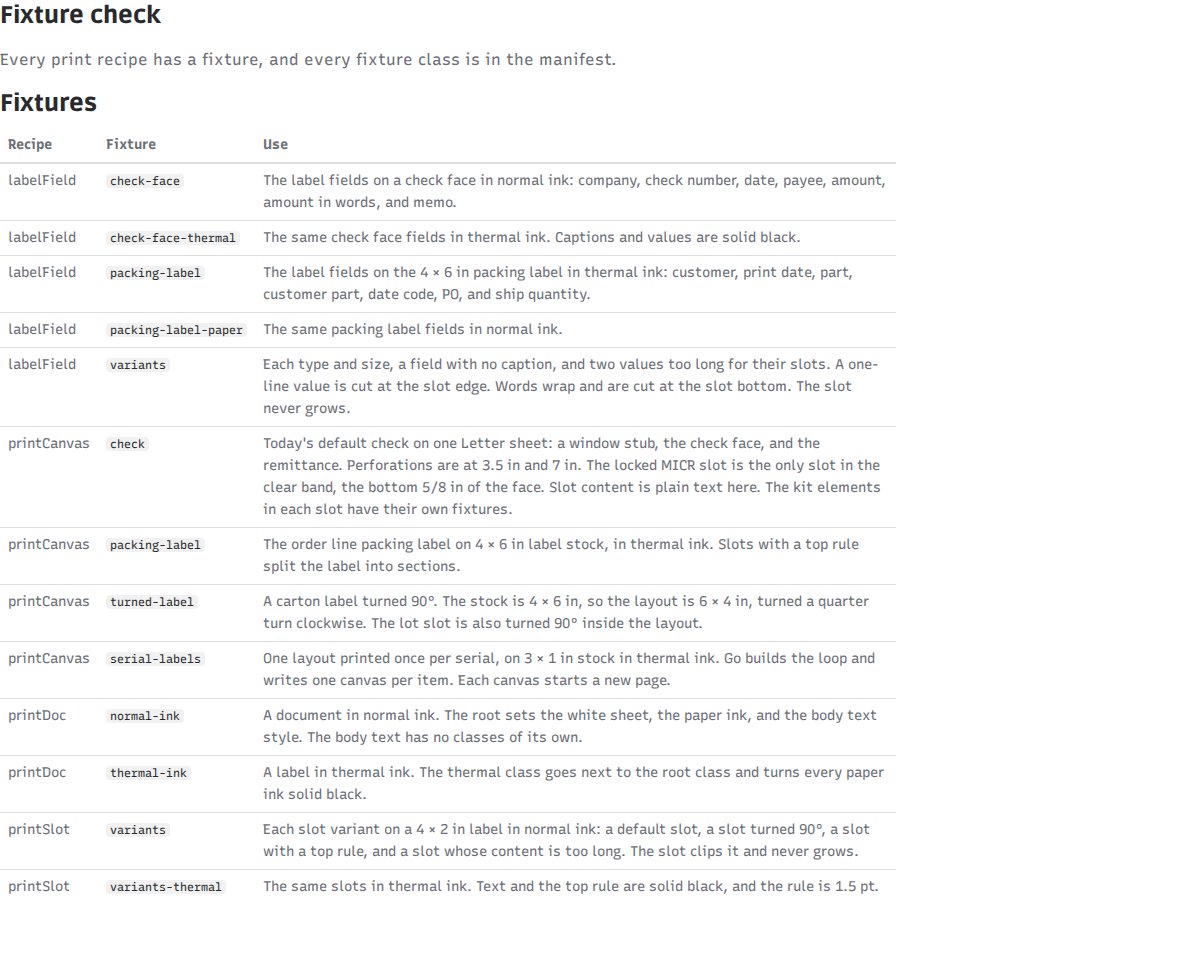 Fixture check
Every print recipe has a fixture, and every fixture class is in the manifest.
Fixtures
Recipe Fixture Use
labelField check-face The label fields on a check face in normal ink: company, check number, date, payee, amount,
amount in words, and memo.
labelField check-face-thermal The same check face fields in thermal ink. Captions and values are solid black.
labelField packing-label The label fields on the 4 × 6 in packing label in thermal ink: customer, print date, part,
customer part, date code, PO, and ship quantity.
labelField packing-label-paper The same packing label fields in normal ink.
labelField variants Each type and size, a field with no caption, and two values too long for their slots. A one-
line value is cut at the slot edge. Words wrap and are cut at the slot bottom. The slot
never grows.
printCanvas check Today's default check on one Letter sheet: a window stub, the check face, and the
remittance. Perforations are at 3.5 in and 7 in. The locked MICR slot is the only slot in the
clear band, the bottom 5/8 in of the face. Slot content is plain text here. The kit elements
in each slot have their own fixtures.
printCanvas packing-label The order line packing label on 4 × 6 in label stock, in thermal ink. Slots with a top rule
split the label into sections.
printCanvas turned-label A carton label turned 90°. The stock is 4 × 6 in, so the layout is 6 × 4 in, turned a quarter
turn clockwise. The lot slot is also turned 90° inside the layout.
printCanvas serial-labels One layout printed once per serial, on 3 × 1 in stock in thermal ink. Go builds the loop and
writes one canvas per item. Each canvas starts a new page.
printDoc normal-ink A document in normal ink. The root sets the white sheet, the paper ink, and the body text
style. The body text has no classes of its own.
printDoc thermal-ink A label in thermal ink. The thermal class goes next to the root class and turns every paper
ink solid black.
printSlot variants Each slot variant on a 4 × 2 in label in normal ink: a default slot, a slot turned 90°, a slot
with a top rule, and a slot whose content is too long. The slot clips it and never grows.
printSlot variants-thermal The same slots in thermal ink. Text and the top rule are solid black, and the rule is 1.5 pt.